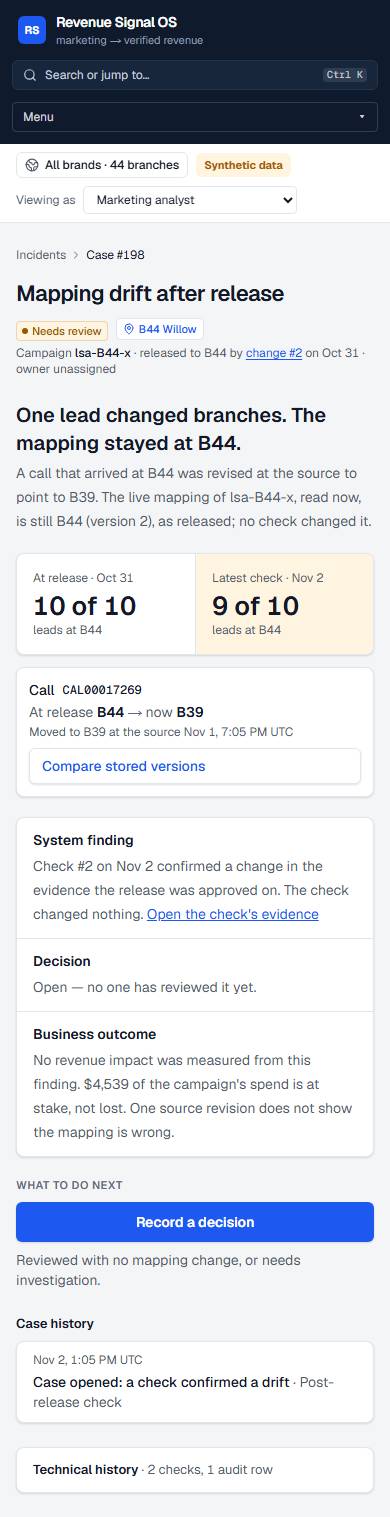 RS
Revenue Signal OS
marketing → verified revenue
Search or jump to...
Ctrl K
Menu
All brands · 44 branches
Synthetic data
Viewing as
Marketing analyst
Incidents > Case #198
Mapping drift after release
Needs review
B44 Willow
Campaign lsa-B44-x · released to B44 by change #2 on Oct 31 ·
owner unassigned
One lead changed branches. The
mapping stayed at B44.
A call that arrived at B44 was revised at the source to
point to B39. The live mapping of lsa-B44-x, read now,
is still B44 (version 2), as released; no check changed it.
At release · Oct 31
10 of 10
leads at B44
Latest check · Nov 2
9 of 10
leads at B44
Call CAL00017269
At release B44 → now B39
Moved to B39 at the source Nov 1, 7:05 PM UTC
Compare stored versions
System finding
Check #2 on Nov 2 confirmed a change in the
evidence the release was approved on. The check
changed nothing. Open the check's evidence
Decision
Open — no one has reviewed it yet.
Business outcome
No revenue impact was measured from this
finding. $4,539 of the campaign's spend is at
stake, not lost. One source revision does not show
the mapping is wrong.
WHAT TO DO NEXT
Record a decision
Reviewed with no mapping change, or needs
investigation.
Case history
Nov 2, 1:05 PM UTC
Case opened: a check confirmed a drift · Post-
release check
Technical history · 2 checks, 1 audit row